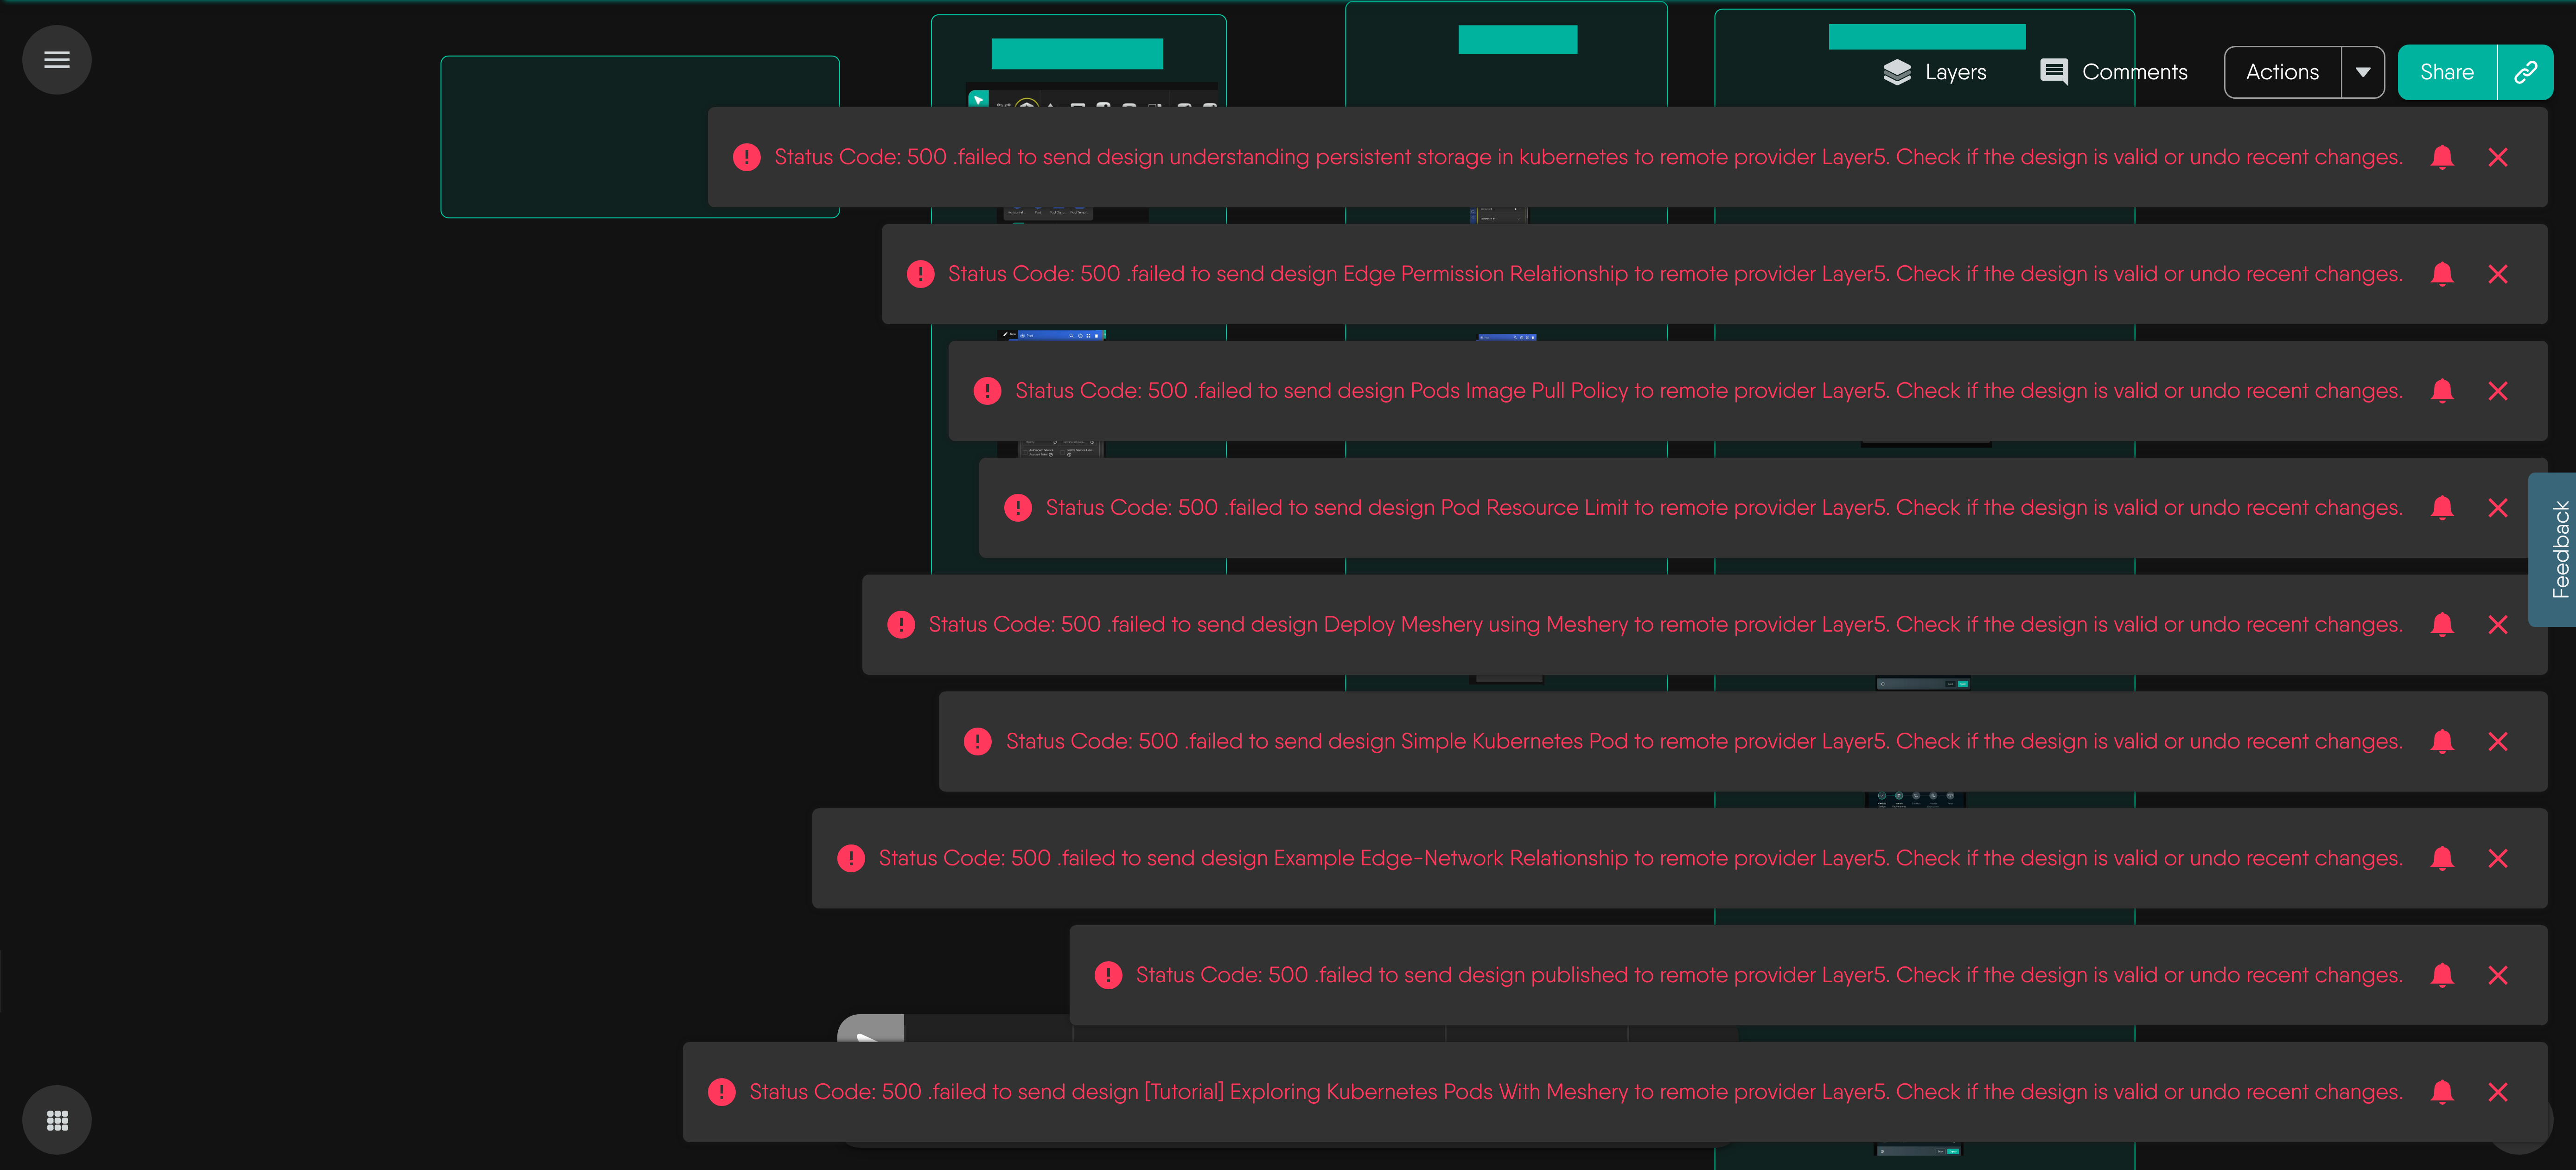 Layers
Comments
Actions
Share
Status Code: 500 .failed to send design understanding persistent storage in kubernetes to remote provider Layer5. Check if the design is valid or undo recent changes.
Status Code: 500 .failed to send design Edge Permission Relationship to remote provider Layer5. Check if the design is valid or undo recent changes.
Status Code: 500 .failed to send design Pods Image Pull Policy to remote provider Layer5. Check if the design is valid or undo recent changes.
Status Code: 500 .failed to send design Pod Resource Limit to remote provider Layer5. Check if the design is valid or undo recent changes.
Feedback
Status Code: 500 .failed to send design Deploy Meshery using Meshery to remote provider Layer5. Check if the design is valid or undo recent changes.
Status Code: 500 .failed to send design Simple Kubernetes Pod to remote provider Layer5. Check if the design is valid or undo recent changes.
Status Code: 500 .failed to send design Example Edge-Network Relationship to remote provider Layer5. Check if the design is valid or undo recent changes.
Status Code: 500 .failed to send design published to remote provider Layer5. Check if the design is valid or undo recent changes.
Status Code: 500 .failed to send design [Tutorial] Exploring Kubernetes Pods With Meshery to remote provider Layer5. Check if the design is valid or undo recent changes.